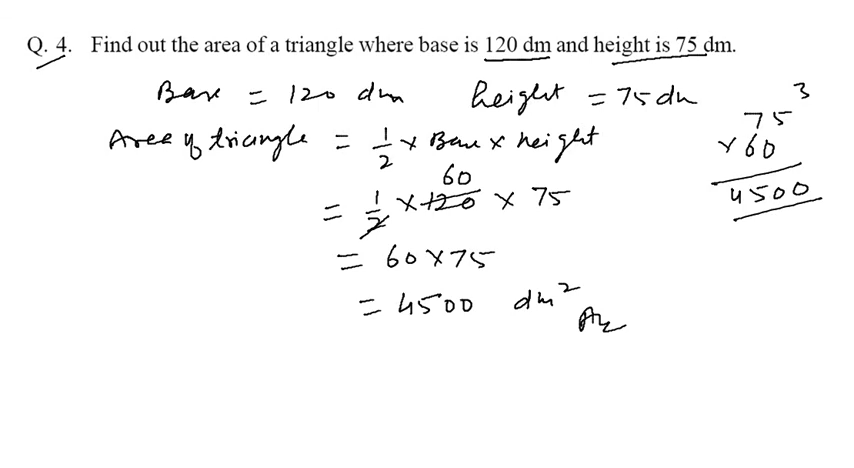 Q. 4. Find out the area of a triangle where base is 120 dm and height is 75 dm.
Base = 120 dm height = 75 dm
Area of triangle = 1/2 × Base × height
= 1/2 × 120 × 75
60
= 60 × 75
= 4500 dm²
Ans
3
75
× 60
4500